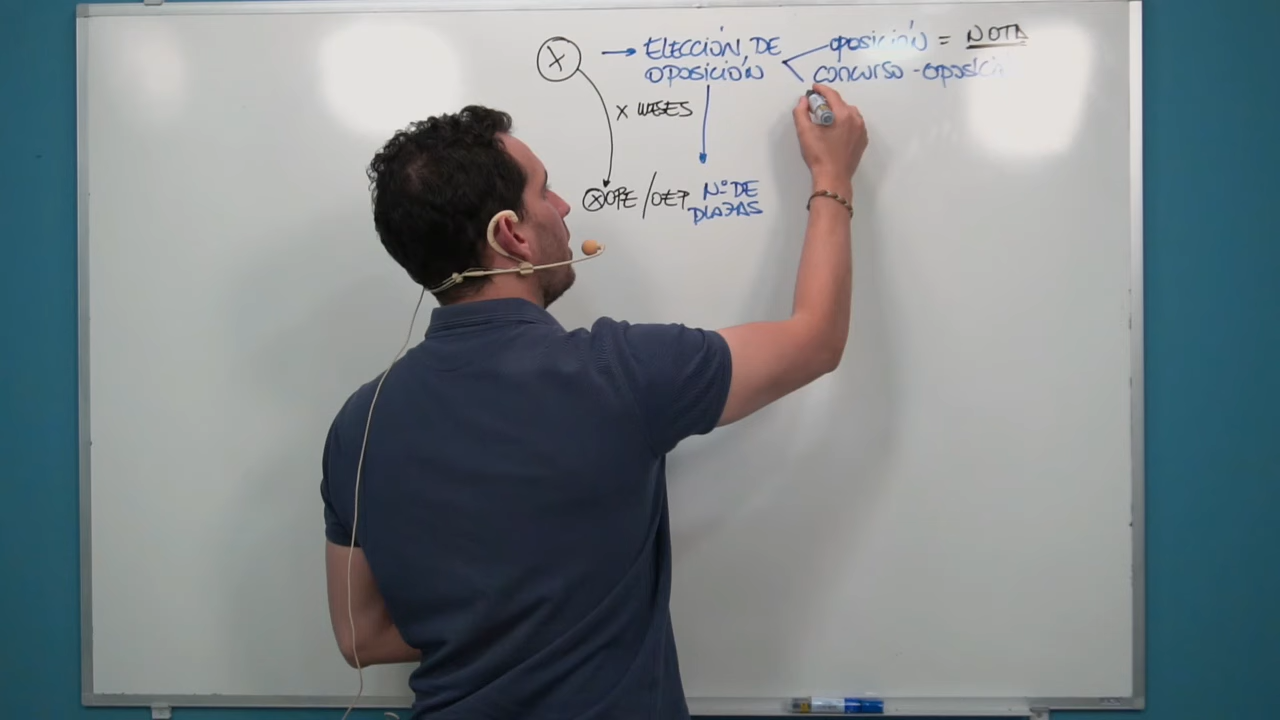 X → ELECCIÓN DE OPOSICIÓN
oposición = NOTA
concurso - oposici
X MESES
X OPE / OEP
Nº DE PLAZAS